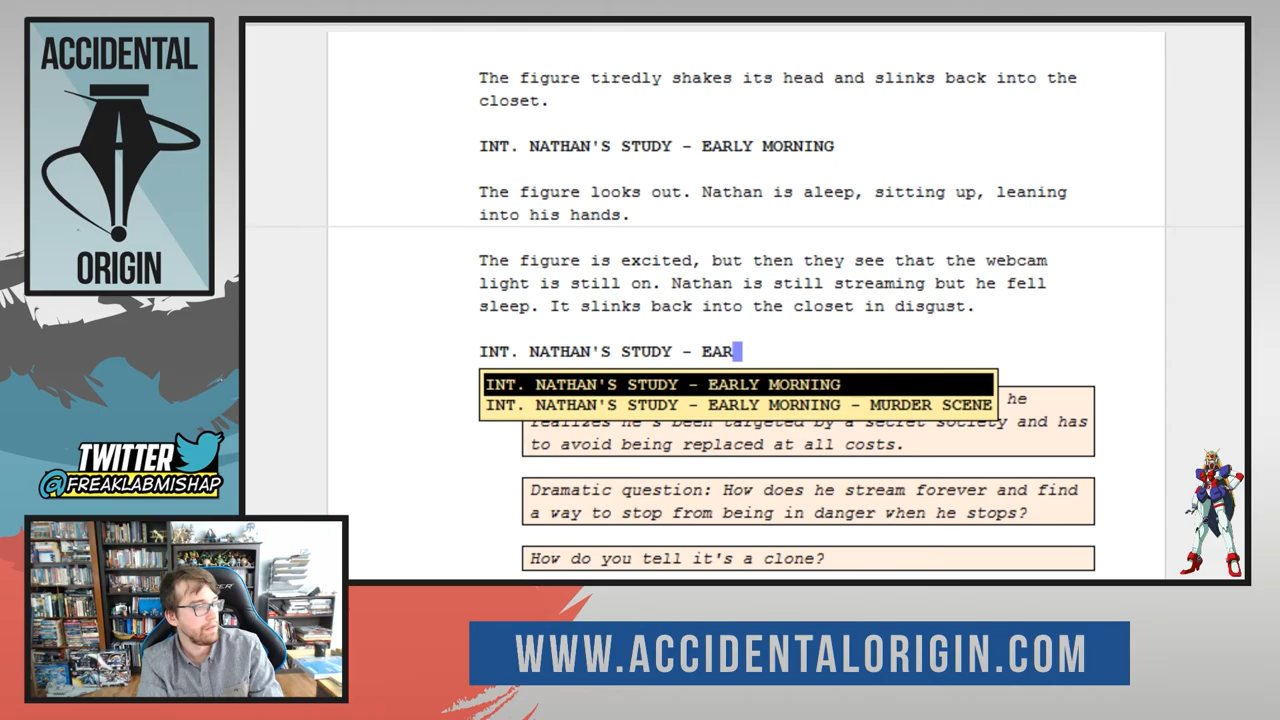 ACCIDENTAL
ORIGIN
The figure tiredly shakes its head and slinks back into the
closet.
INT. NATHAN'S STUDY - EARLY MORNING
The figure looks out. Nathan is aleep, sitting up, leaning
into his hands.
The figure is excited, but then they see that the webcam
light is still on. Nathan is still streaming but he fell
sleep. It slinks back into the closet in disgust.
INT. NATHAN'S STUDY - EAR
INT. NATHAN'S STUDY - EARLY MORNING
INT. NATHAN'S STUDY - EARLY MORNING - MURDER SCENE
he
realizes he's been targeted by a secret society and has
to avoid being replaced at all costs.
Dramatic question: How does he stream forever and find
a way to stop from being in danger when he stops?
How do you tell it's a clone?
TWITTER
@FREAKLABMISHAP
WWW.ACCIDENTALORIGIN.COM